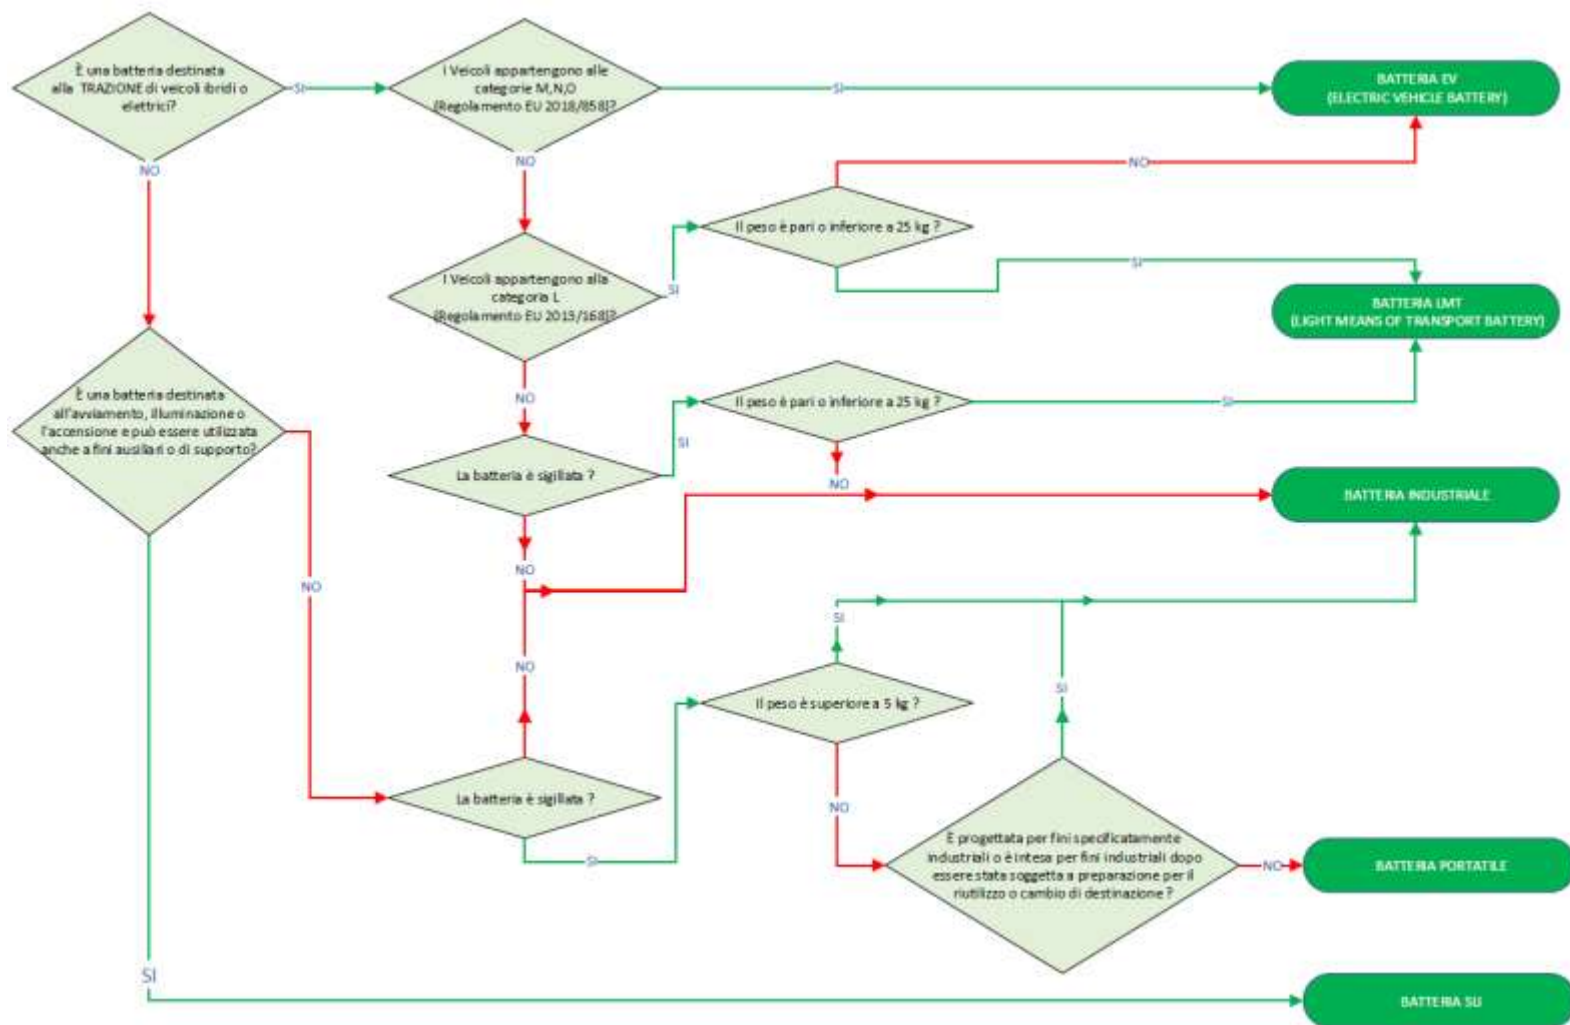 È una batteria destinata
alla TRAZIONE di veicoli ibridi o
elettrici?
SI
I Veicoli appartengono alle
categorie M,N,O
(Regolamento EU 2018/858)?
SI
BATTERIA EV
(ELECTRIC VEHICLE BATTERY)
NO
NO
NO
Il peso è pari o inferiore a 25 kg ?
I Veicoli appartengono alla
categoria L
(Regolamento EU 2013/168)?
SI
SI
BATTERIA LMT
(LIGHT MEANS OF TRANSPORT BATTERY)
È una batteria destinata
all'avviamento, illuminazione o
l'accensione e può essere utilizzata
anche a fini ausiliari o di supporto?
NO
Il peso è pari o inferiore a 25 kg ?
SI
SI
La batteria è sigillata ?
NO
BATTERIA INDUSTRIALE
NO
NO
SI
NO
SI
Il peso è superiore a 5 kg ?
La batteria è sigillata ?
NO
SI
È progettata per fini specificatamente
industriali o è intesa per fini industriali dopo
essere stata soggetta a preparazione per il
riutilizzo o cambio di destinazione ?
NO
BATTERIA PORTATILE
SI
BATTERIA SLI